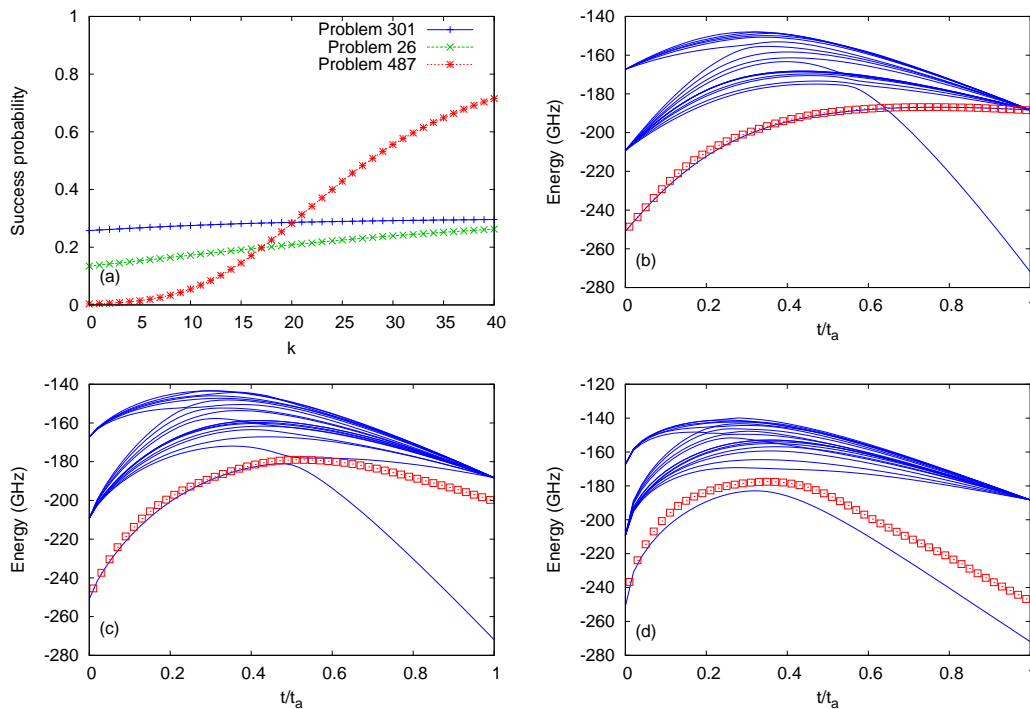 1
0.8
0.6
0.4
0.2
0
0 5 10 15 20 25 30 35 40
Success probability
k
(a)
Problem 301
Problem 26
Problem 487
-140
-160
-180
-200
-220
-240
-260
-280
0 0.2 0.4 0.6 0.8 1
Energy (GHz)
t/ta
(b)
-140
-160
-180
-200
-220
-240
-260
-280
0 0.2 0.4 0.6 0.8 1
Energy (GHz)
t/ta
(c)
-120
-140
-160
-180
-200
-220
-240
-260
-280
0 0.2 0.4 0.6 0.8 1
Energy (GHz)
t/ta
(d)